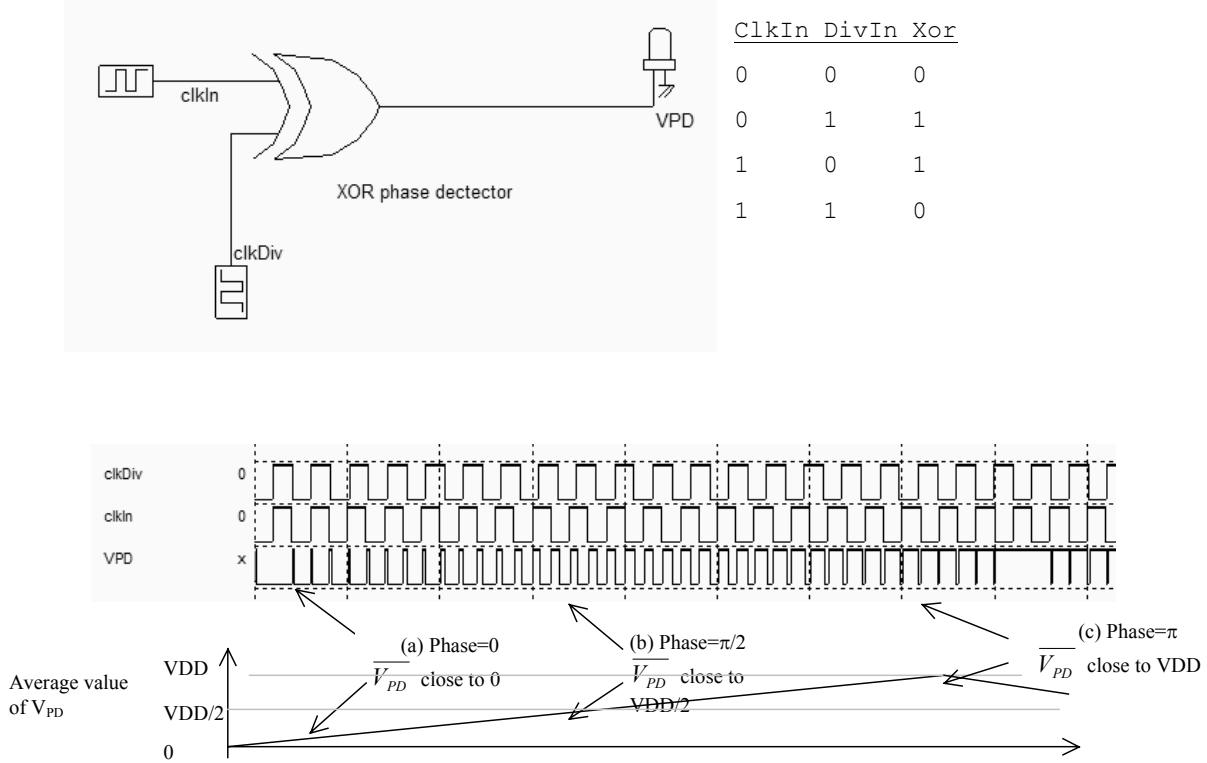 clkIn
VPD
XOR phase dectector
clkDiv
ClkIn DivIn Xor
0 0 0
0 1 1
1 0 1
1 1 0
clkDiv 0
clkIn 0
VPD x
(a) Phase=0
V_PD close to 0
(b) Phase=π/2
V_PD close to
VDD/2
(c) Phase=π
V_PD close to VDD
Average value
of V_PD
VDD
VDD/2
0